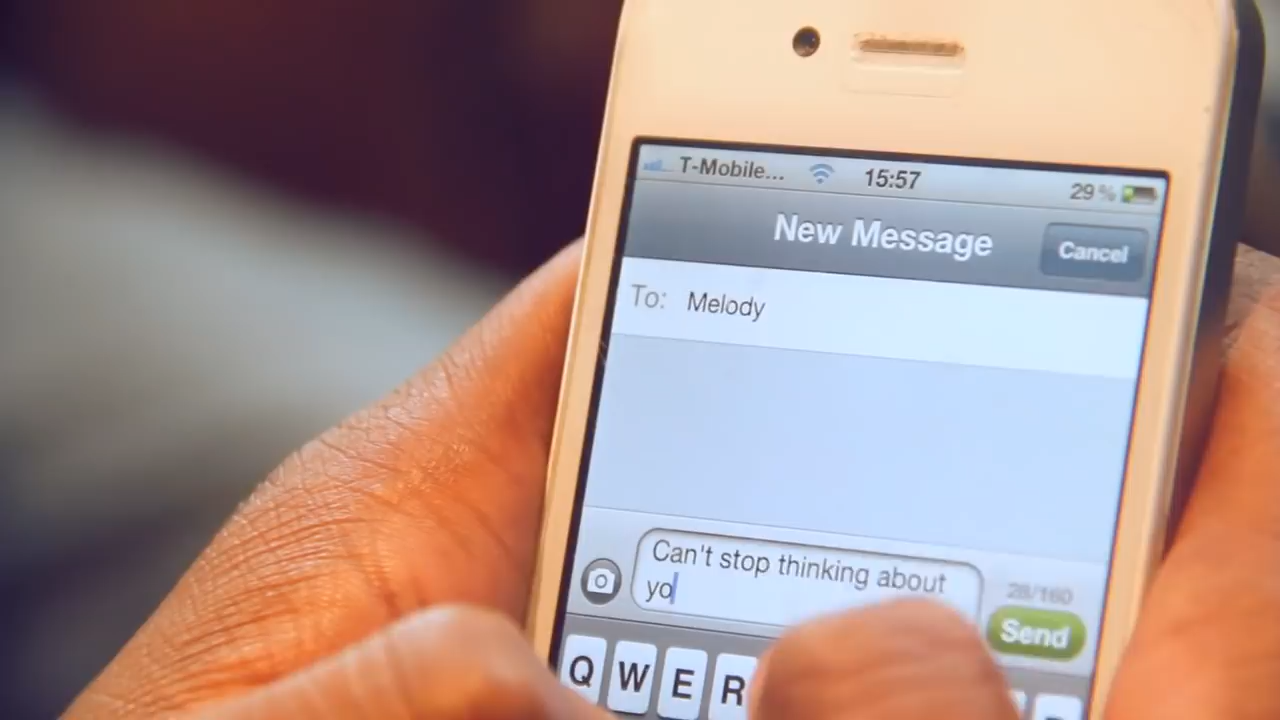 T-Mobile... 15:57 29 %
New Message
Cancel
To: Melody
Can't stop thinking about
yo
28/160
Send
Q W E R